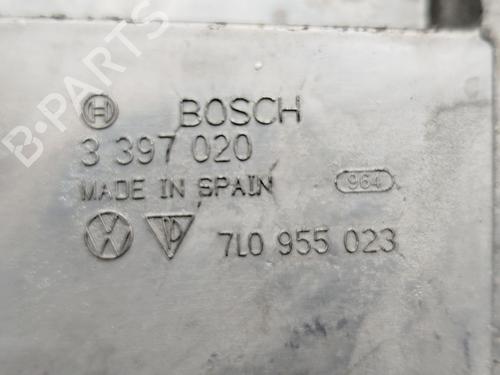 B-PARTS
BOSCH
3 397 020
MADE IN SPAIN
964
7L0 955 023